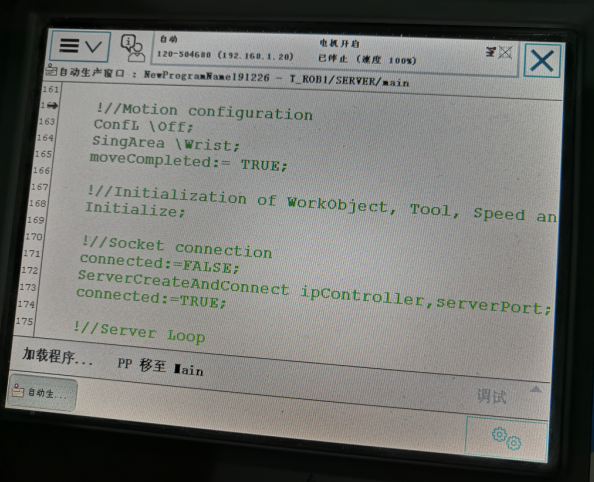 自动
120-504680 (192.168.1.20)
电机开启
已停止 (速度 100%)
自动生产窗口 : NewProgramName191226 - T_ROB1/SERVER/main
161
!//Motion configuration
163 ConfL \Off;
164 SingArea \Wrist;
165 moveCompleted:= TRUE;
166
167 !//Initialization of WorkObject, Tool, Speed an
168 Initialize;
169
170 !//Socket connection
171 connected:=FALSE;
172 ServerCreateAndConnect ipController,serverPort;
173 connected:=TRUE;
174
175 !//Server Loop
加载程序... PP 移至 Main
调试
自动生...